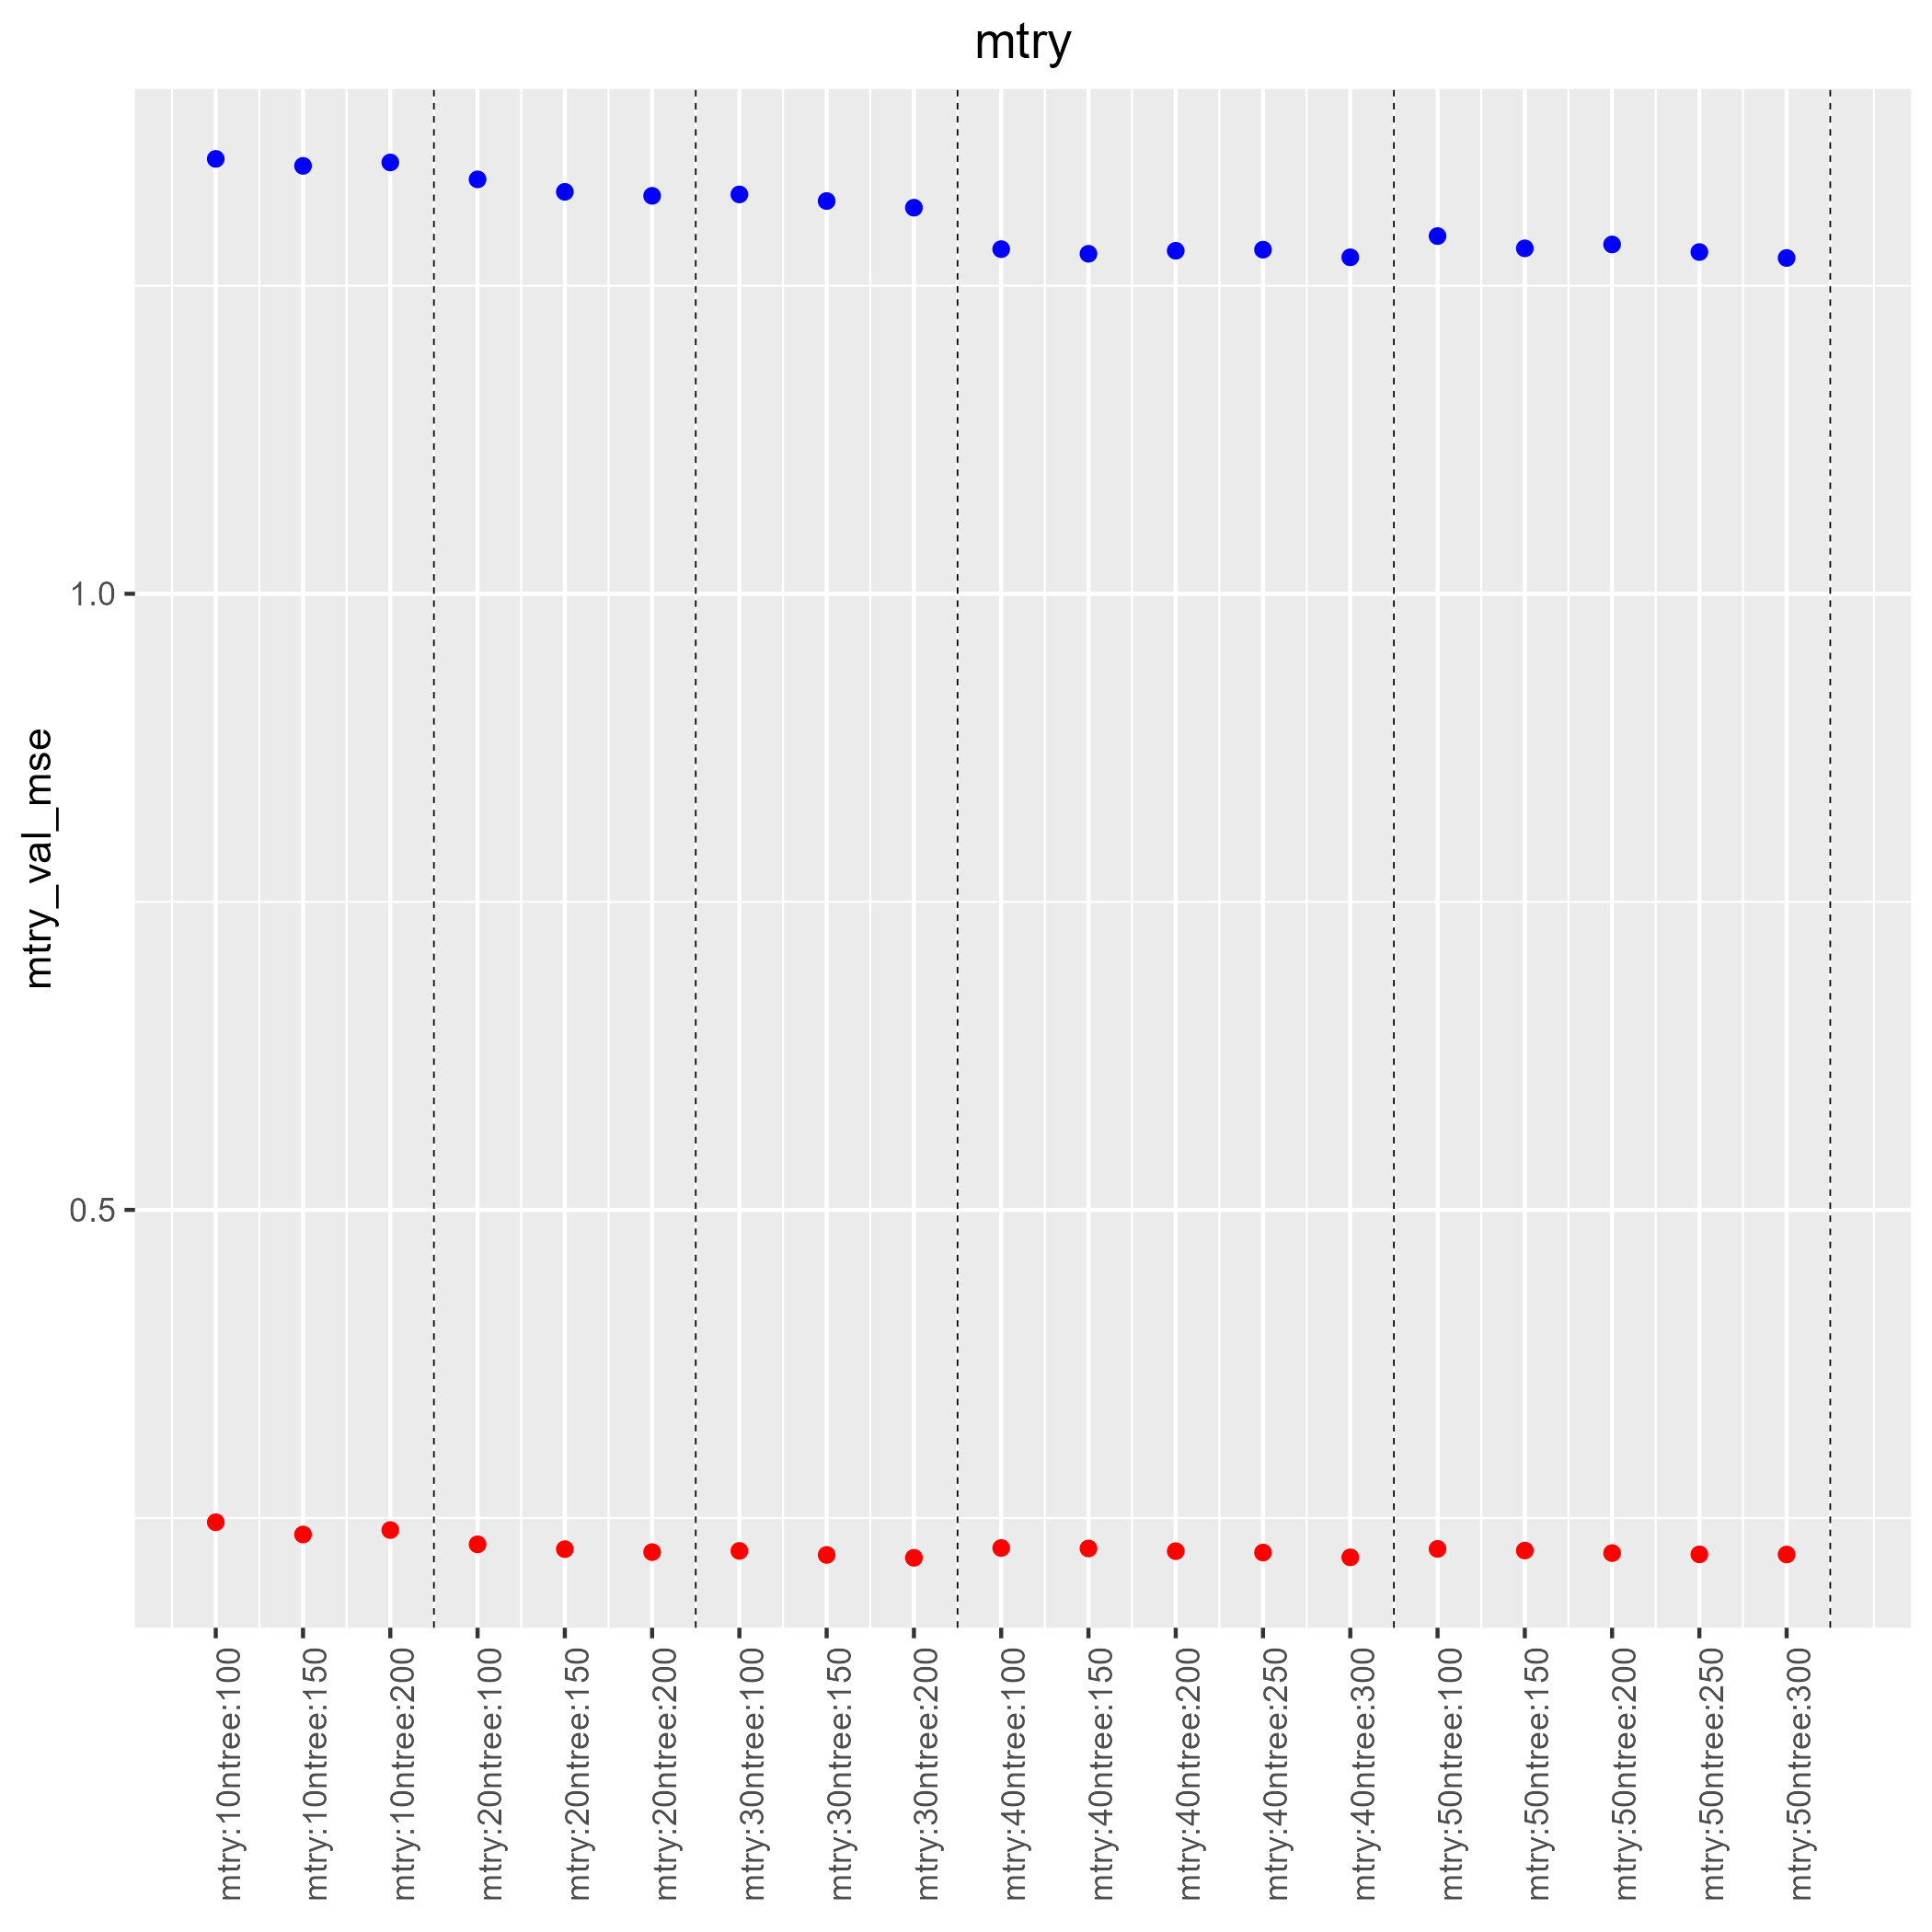 mtry
mtry_val_mse
1.0
0.5
mtry:10ntree:100
mtry:10ntree:150
mtry:10ntree:200
mtry:20ntree:100
mtry:20ntree:150
mtry:20ntree:200
mtry:30ntree:100
mtry:30ntree:150
mtry:30ntree:200
mtry:40ntree:100
mtry:40ntree:150
mtry:40ntree:200
mtry:40ntree:250
mtry:40ntree:300
mtry:50ntree:100
mtry:50ntree:150
mtry:50ntree:200
mtry:50ntree:250
mtry:50ntree:300